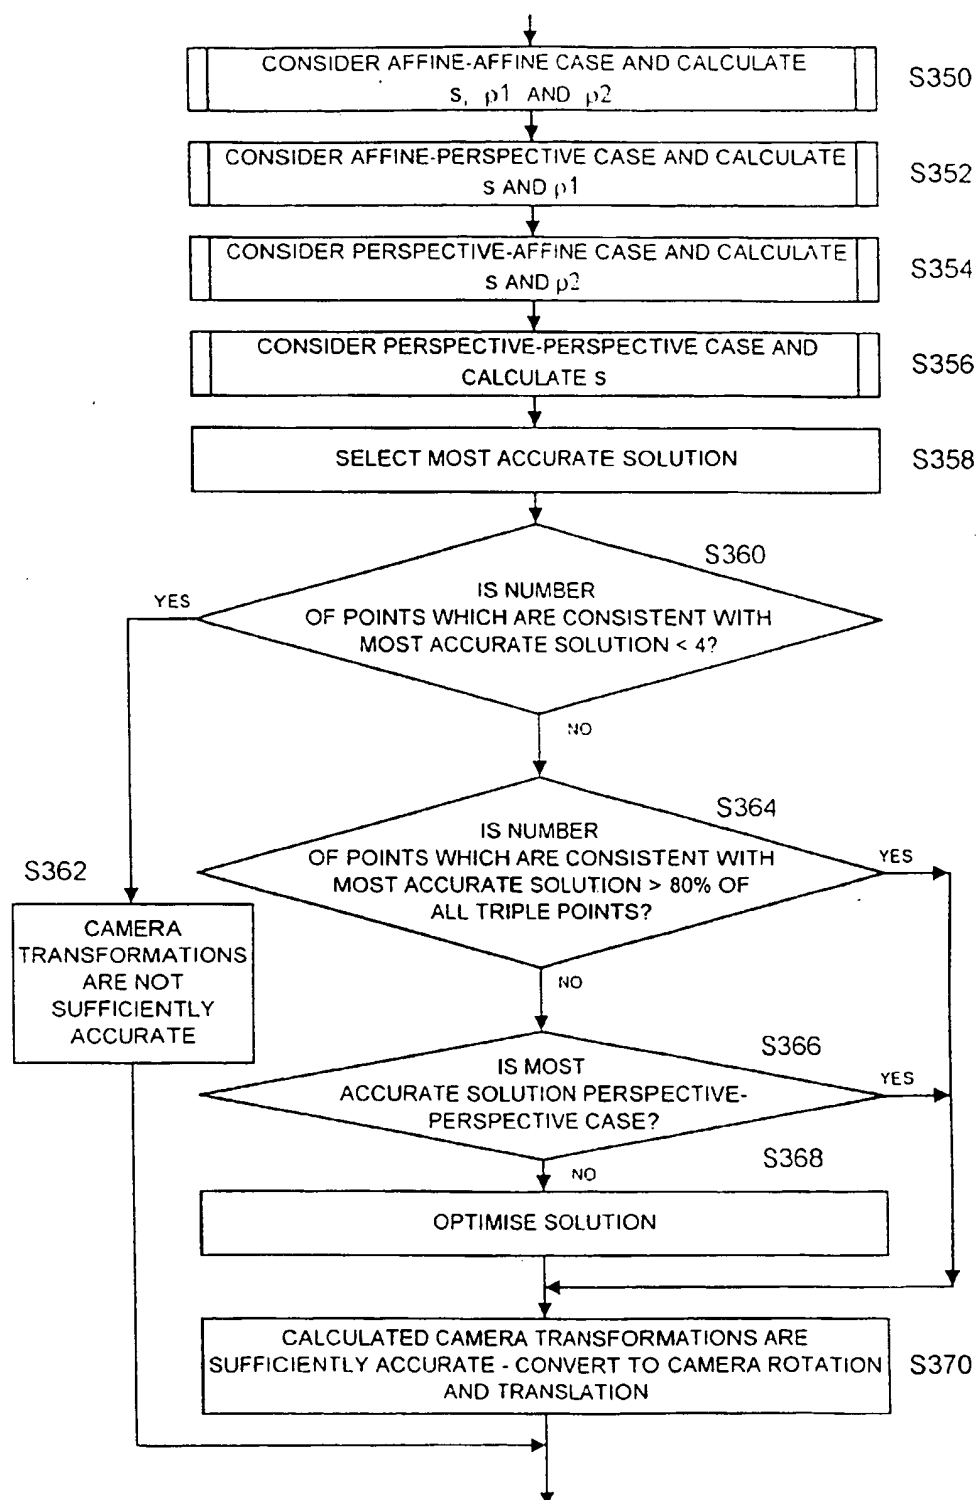 CONSIDER AFFINE-AFFINE CASE AND CALCULATE
s, ρ1 AND ρ2
S350
CONSIDER AFFINE-PERSPECTIVE CASE AND CALCULATE
s AND ρ1
S352
CONSIDER PERSPECTIVE-AFFINE CASE AND CALCULATE
s AND ρ2
S354
CONSIDER PERSPECTIVE-PERSPECTIVE CASE AND
CALCULATE s
S356
SELECT MOST ACCURATE SOLUTION
S358
S360
IS NUMBER
OF POINTS WHICH ARE CONSISTENT WITH
MOST ACCURATE SOLUTION < 4?
YES
NO
S364
IS NUMBER
OF POINTS WHICH ARE CONSISTENT WITH
MOST ACCURATE SOLUTION > 80% OF
ALL TRIPLE POINTS?
YES
NO
S362
CAMERA
TRANSFORMATIONS
ARE NOT
SUFFICIENTLY
ACCURATE
S366
IS MOST
ACCURATE SOLUTION PERSPECTIVE-
PERSPECTIVE CASE?
YES
NO
S368
OPTIMISE SOLUTION
CALCULATED CAMERA TRANSFORMATIONS ARE
SUFFICIENTLY ACCURATE - CONVERT TO CAMERA ROTATION
AND TRANSLATION
S370